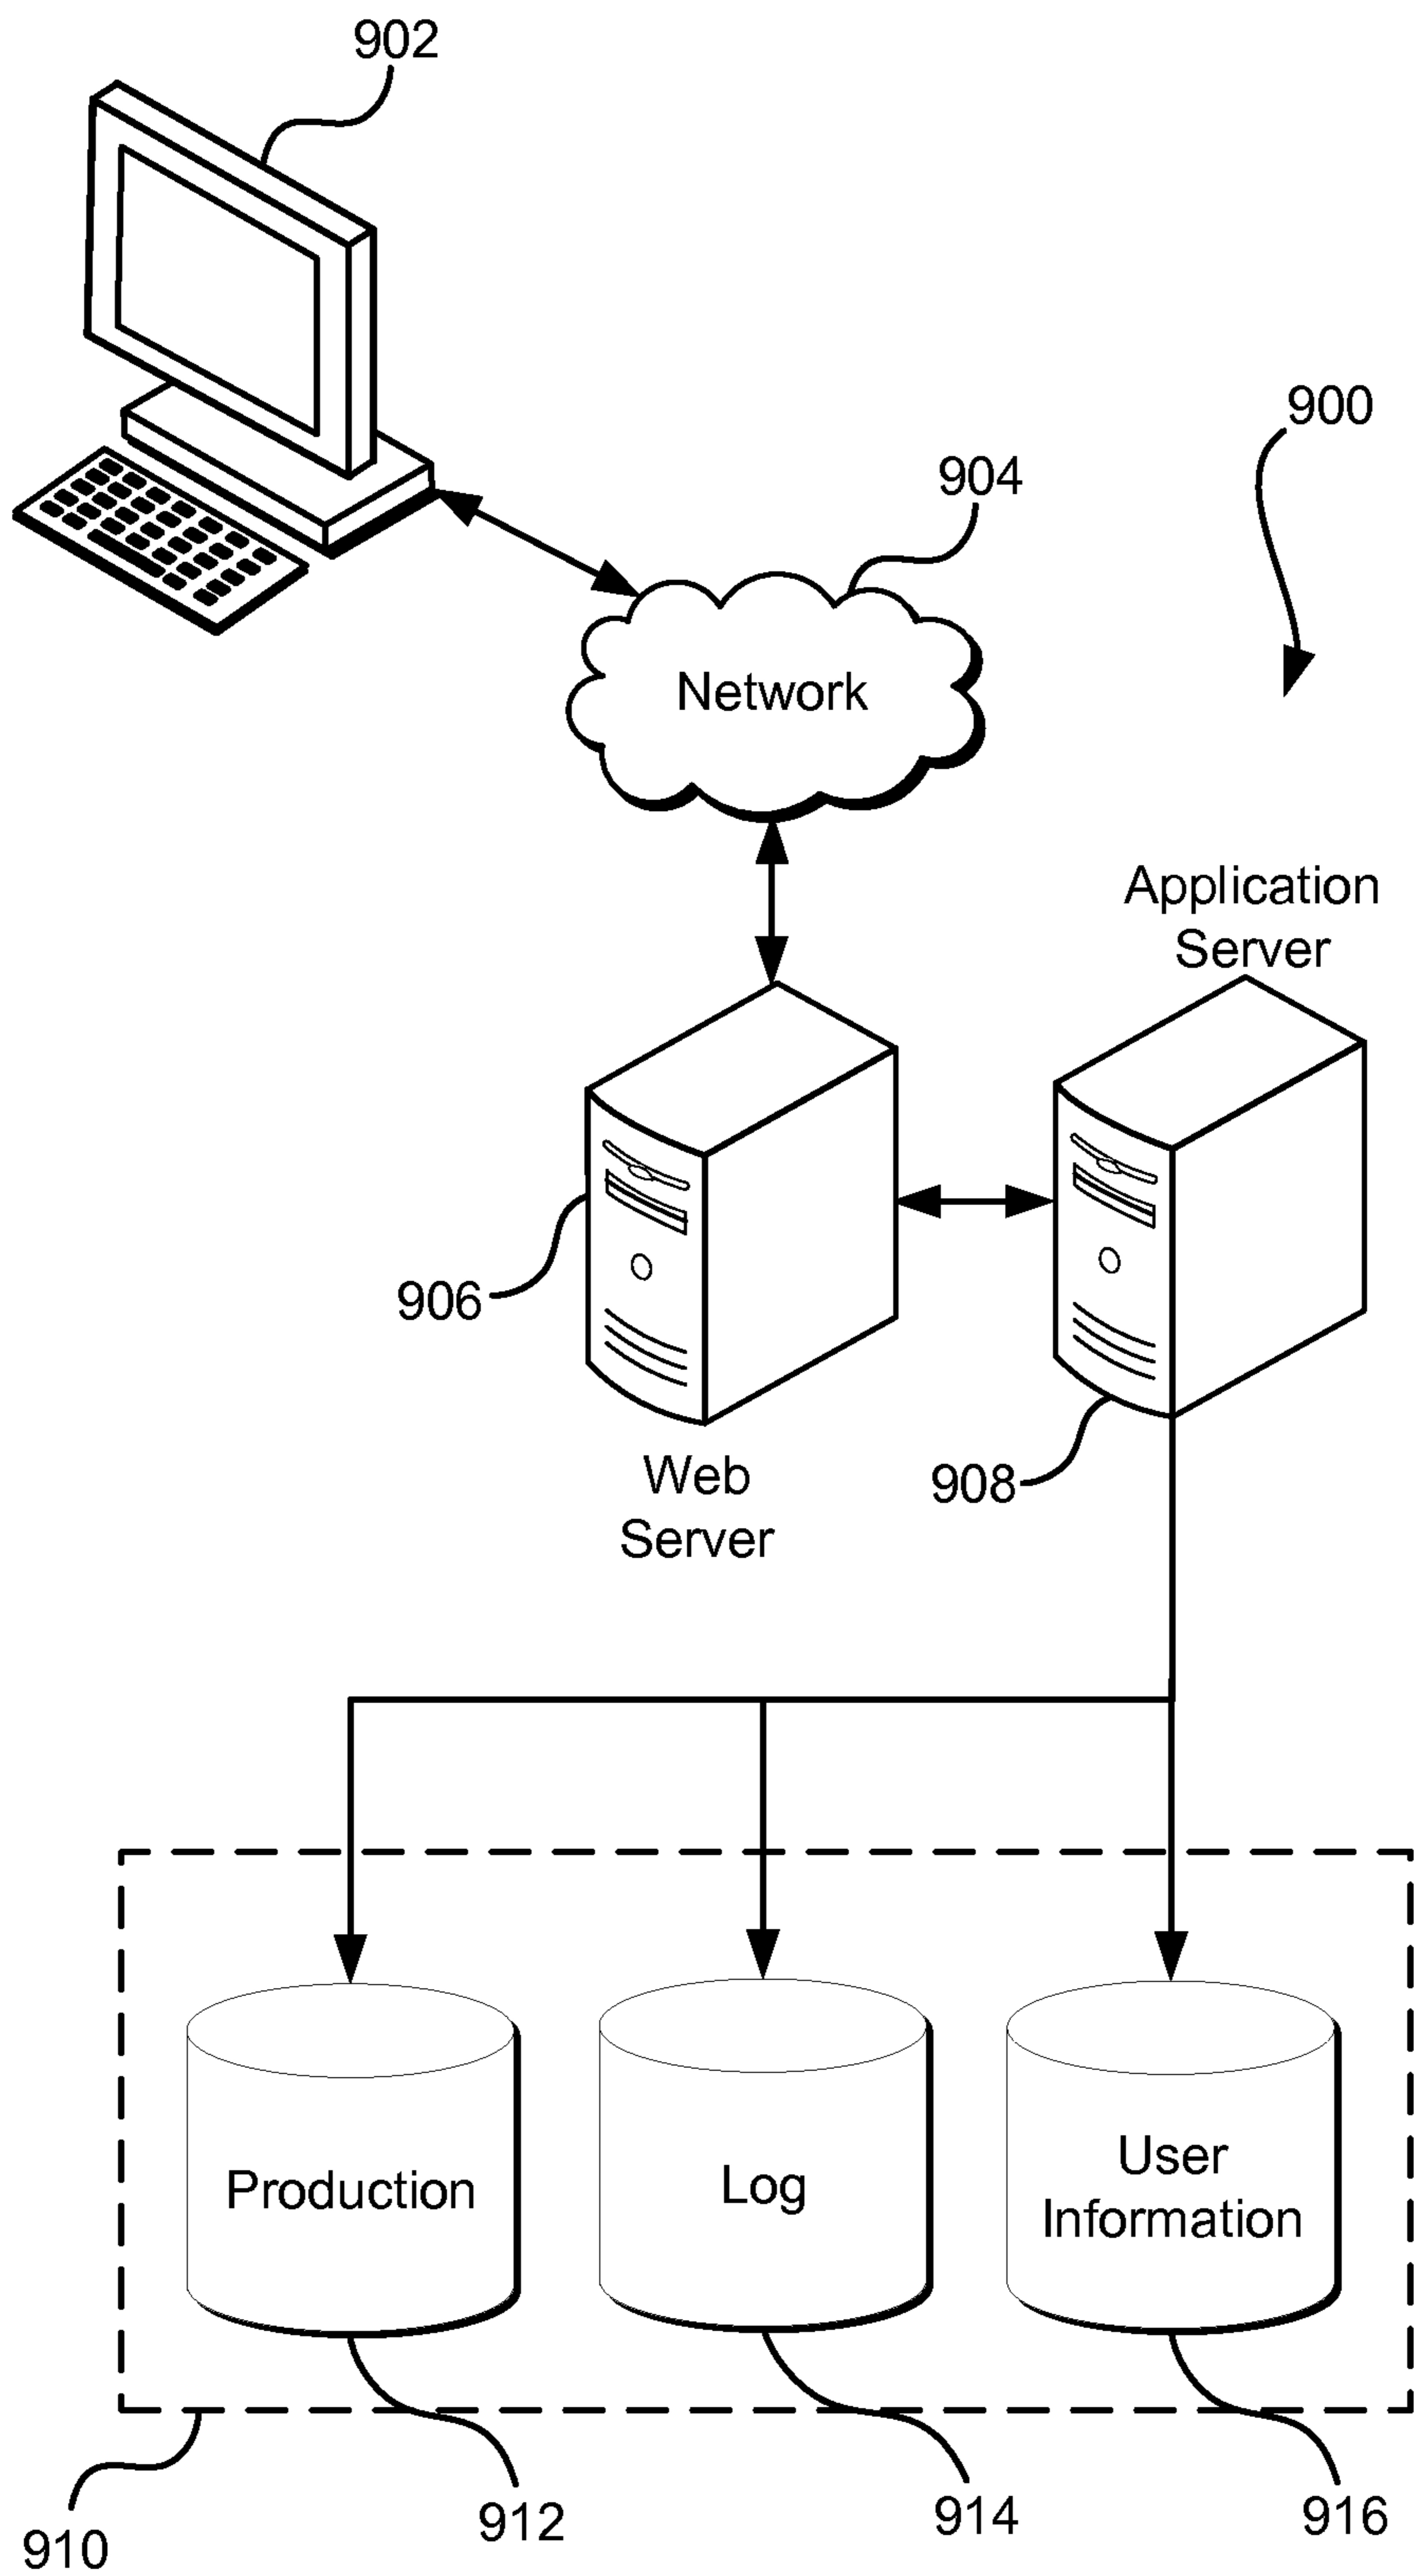 902
900
904
Network
Application
Server
906
908
Web
Server
Production
Log
User
Information
910
912
914
916